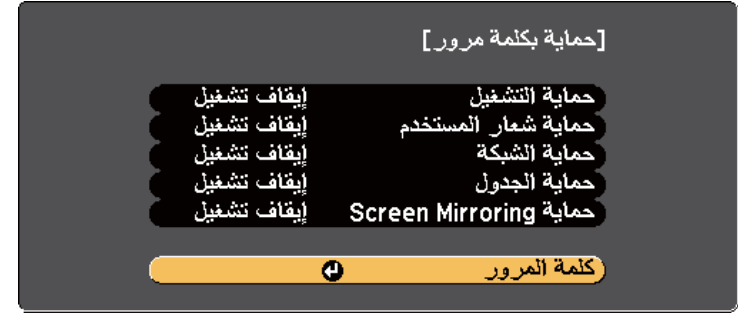 [حماية بكلمة مرور]
حماية التشغيل إيقاف تشغيل
حماية شعار المستخدم إيقاف تشغيل
حماية الشبكة إيقاف تشغيل
حماية الجدول إيقاف تشغيل
حماية Screen Mirroring إيقاف تشغيل
كلمة المرور